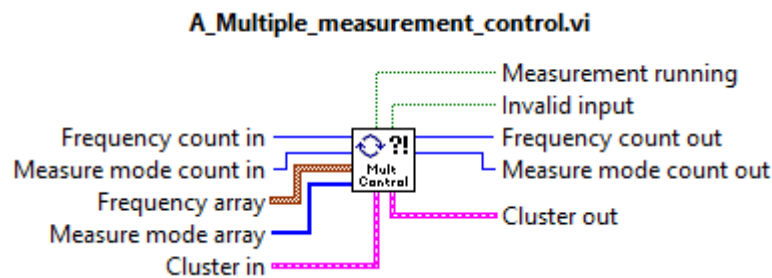 A_Multiple_measurement_control.vi
Measurement running
Invalid input
Frequency count in
Frequency count out
Measure mode count in
Measure mode count out
Frequency array
Measure mode array
Cluster in
Cluster out
?!
Mult
Control